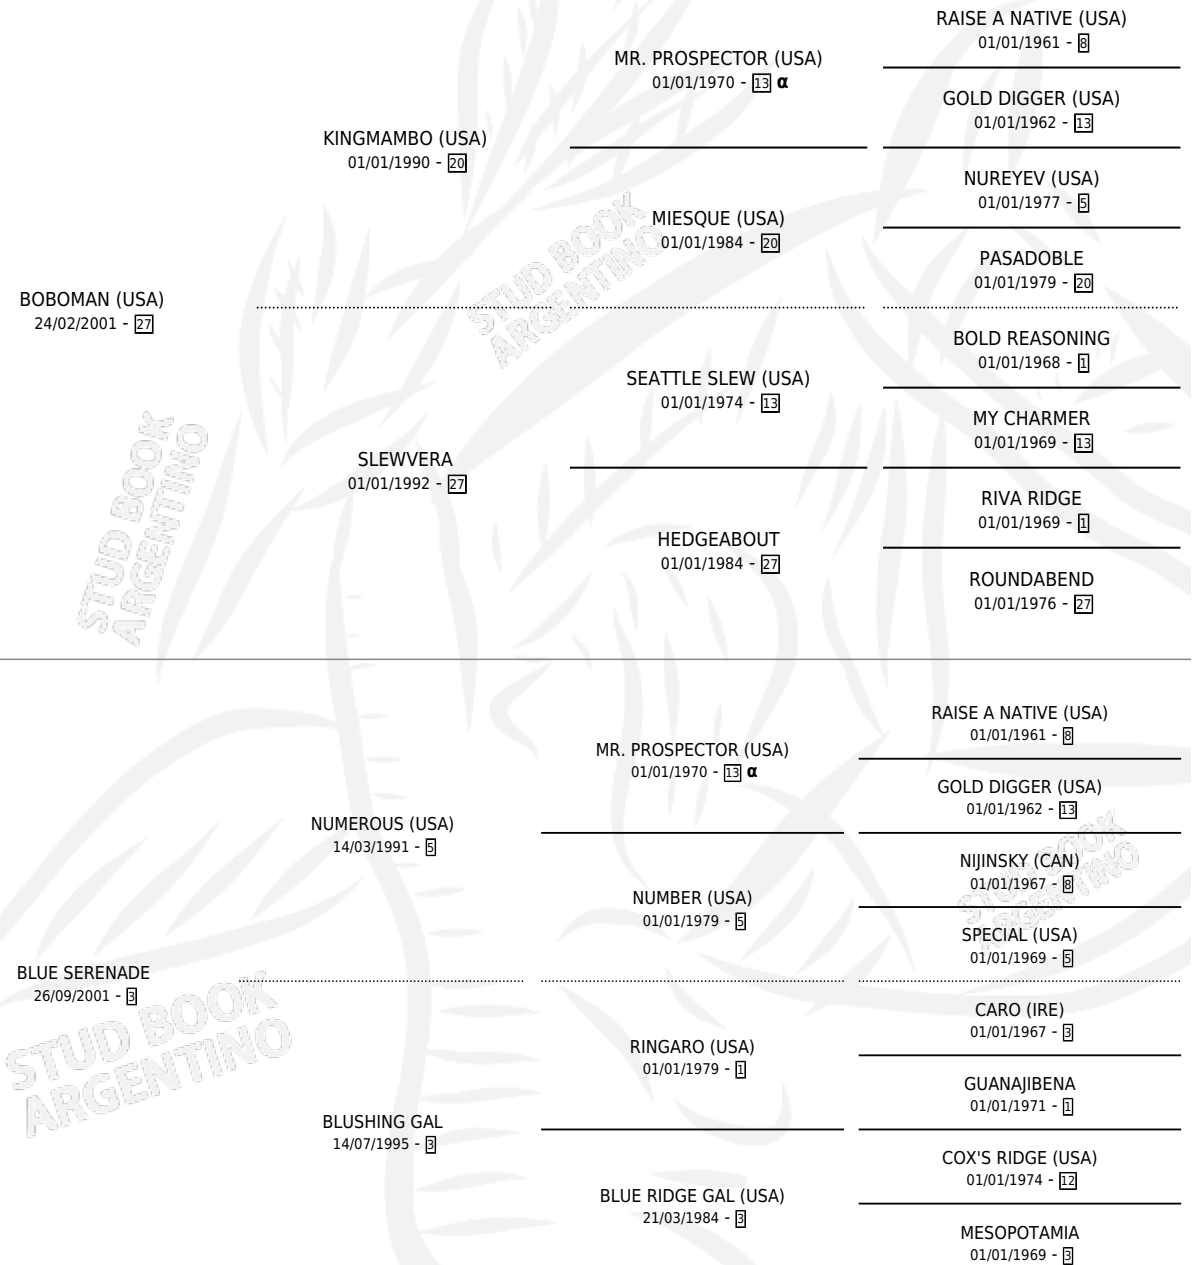 RAISE A NATIVE (USA)
01/01/1961 - 8
MR. PROSPECTOR (USA)
01/01/1970 - 13 α
GOLD DIGGER (USA)
01/01/1962 - 13
KINGMAMBO (USA)
01/01/1990 - 20
NUREYEV (USA)
01/01/1977 - 5
MIESQUE (USA)
01/01/1984 - 20
PASADOBLE
01/01/1979 - 20
BOBOMAN (USA)
24/02/2001 - 27
BOLD REASONING
01/01/1968 - 1
SEATTLE SLEW (USA)
01/01/1974 - 13
MY CHARMER
01/01/1969 - 13
SLEWVERA
01/01/1992 - 27
RIVA RIDGE
01/01/1969 - 1
HEDGEABOUT
01/01/1984 - 27
ROUNDABEND
01/01/1976 - 27
RAISE A NATIVE (USA)
01/01/1961 - 8
MR. PROSPECTOR (USA)
01/01/1970 - 13 α
GOLD DIGGER (USA)
01/01/1962 - 13
NUMEROUS (USA)
14/03/1991 - 5
NIJINSKY (CAN)
01/01/1967 - 8
NUMBER (USA)
01/01/1979 - 5
SPECIAL (USA)
01/01/1969 - 5
BLUE SERENADE
26/09/2001 - 3
CARO (IRE)
01/01/1967 - 3
RINGARO (USA)
01/01/1979 - 1
GUANAJIBENA
01/01/1971 - 1
BLUSHING GAL
14/07/1995 - 3
COX'S RIDGE (USA)
01/01/1974 - 12
BLUE RIDGE GAL (USA)
21/03/1984 - 3
MESOPOTAMIA
01/01/1969 - 3
STUD BOOK
ARGENTINO
STUD BOOK
ARGENTINO
STUD BOOK
ARGENTINO
STUD BOOK
ARGENTINO